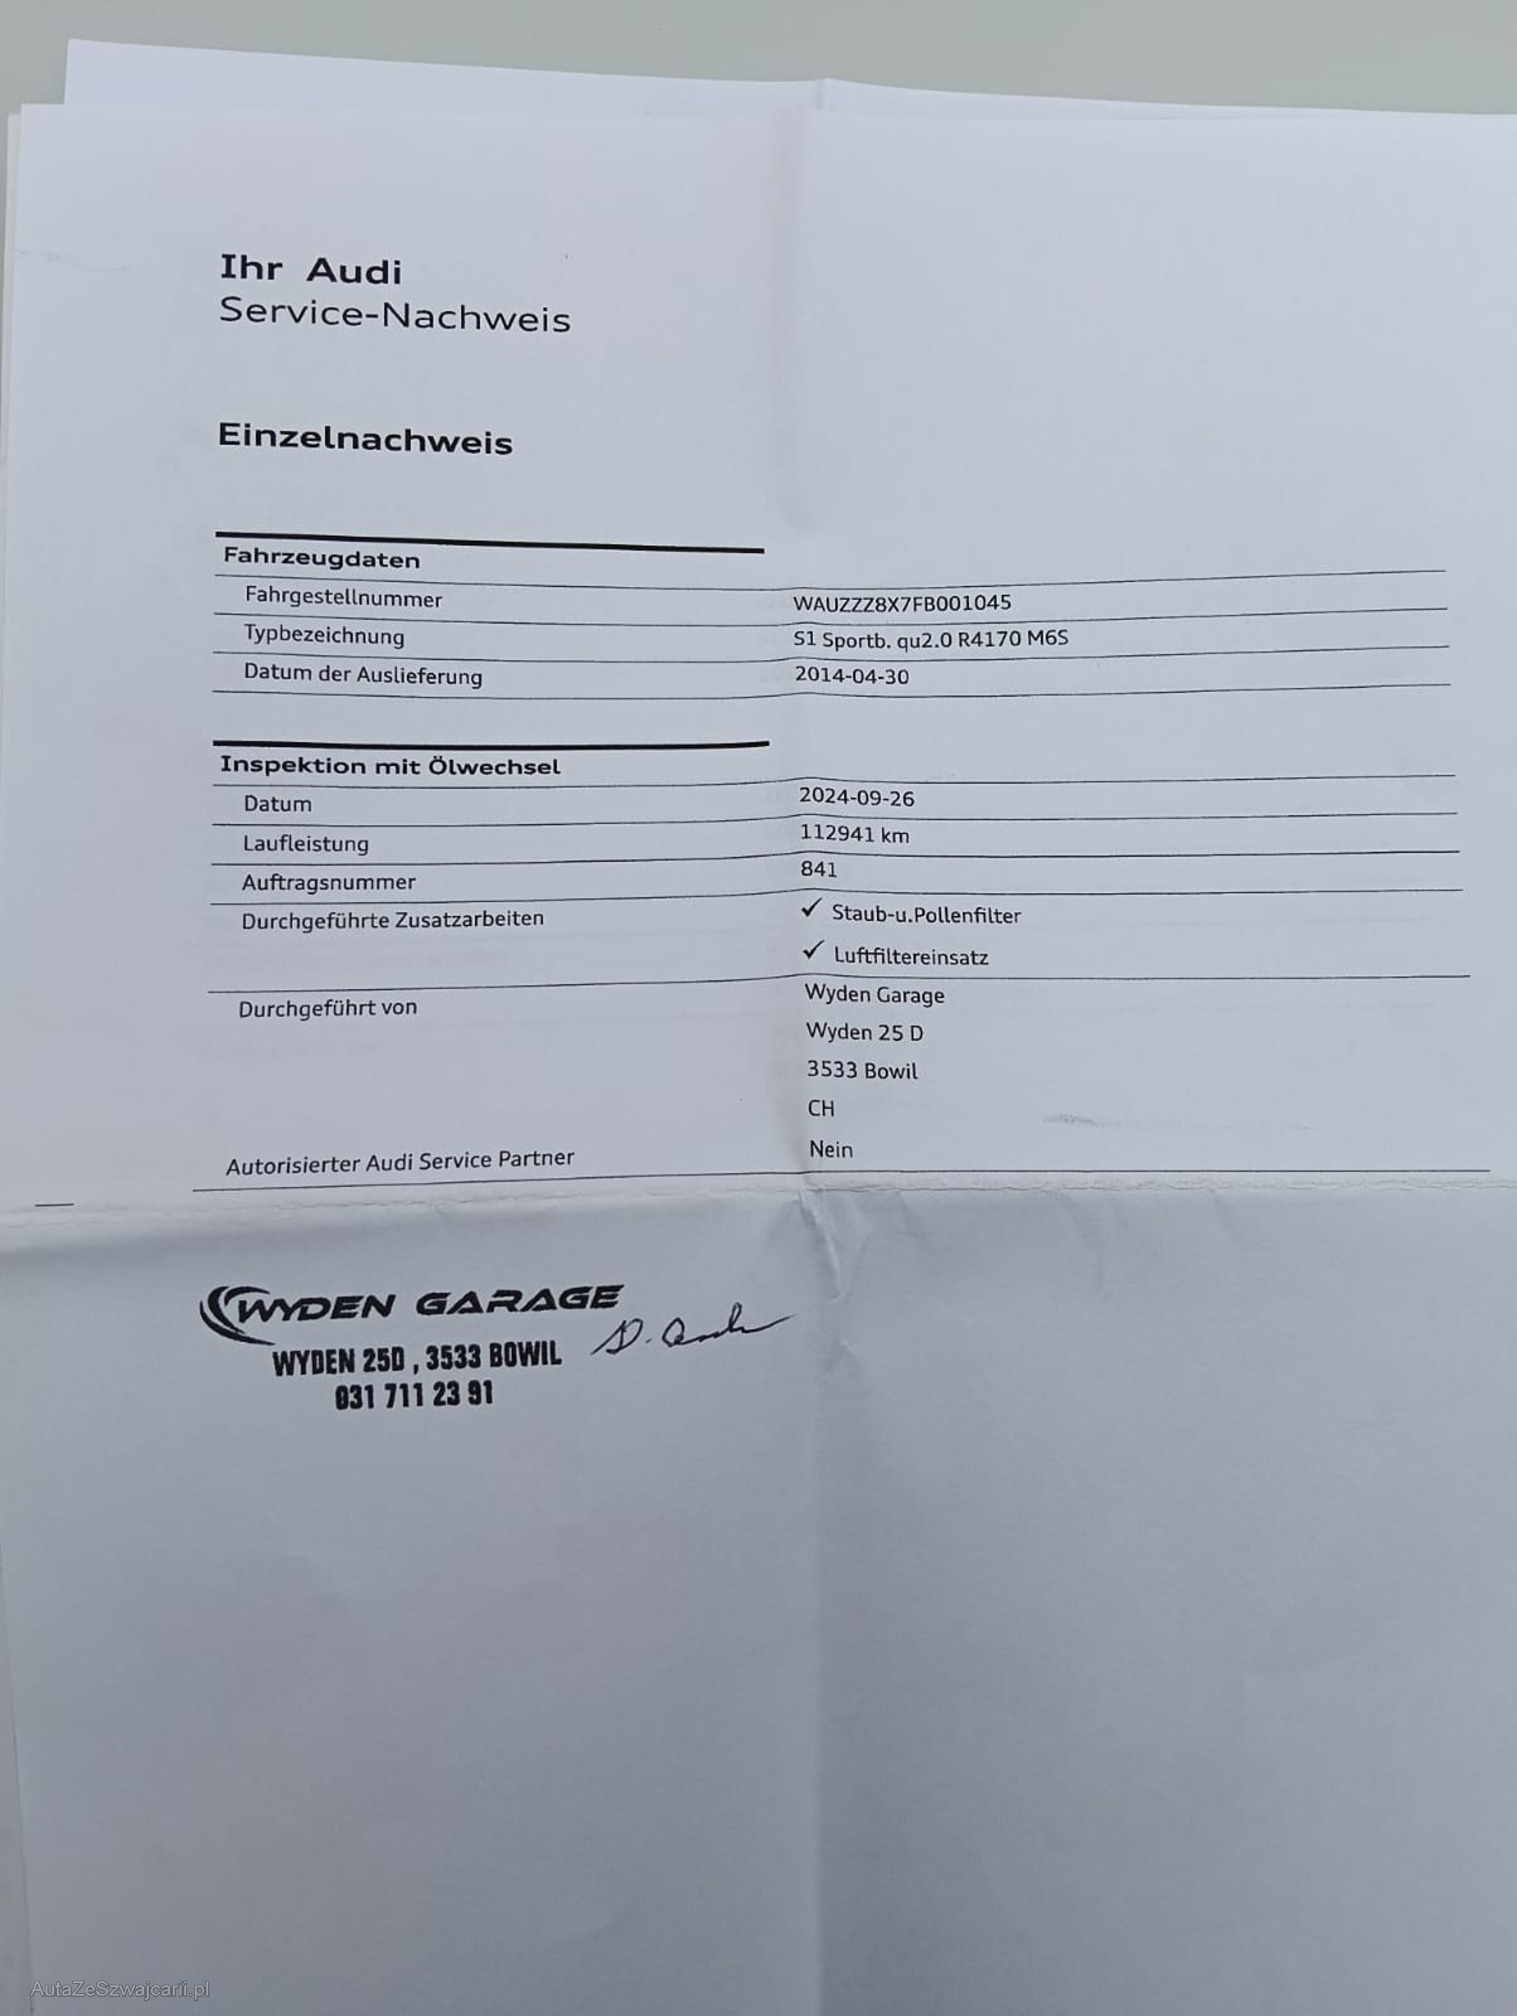 Ihr Audi
Service-Nachweis
Einzelnachweis
Fahrzeugdaten
Fahrgestellnummer WAUZZZ8X7FB001045
Typbezeichnung S1 Sportb. qu2.0 R4170 M6S
Datum der Auslieferung 2014-04-30
Inspektion mit Ölwechsel
Datum 2024-09-26
Laufleistung 112941 km
Auftragsnummer 841
Durchgeführte Zusatzarbeiten ✓ Staub-u.Pollenfilter
✓ Luftfiltereinsatz
Durchgeführt von Wyden Garage
Wyden 25 D
3533 Bowil
CH
Autorisierter Audi Service Partner Nein
WYDEN GARAGE
WYDEN 25D , 3533 BOWIL
031 711 23 91
AutaZeSzwajcarii.pl